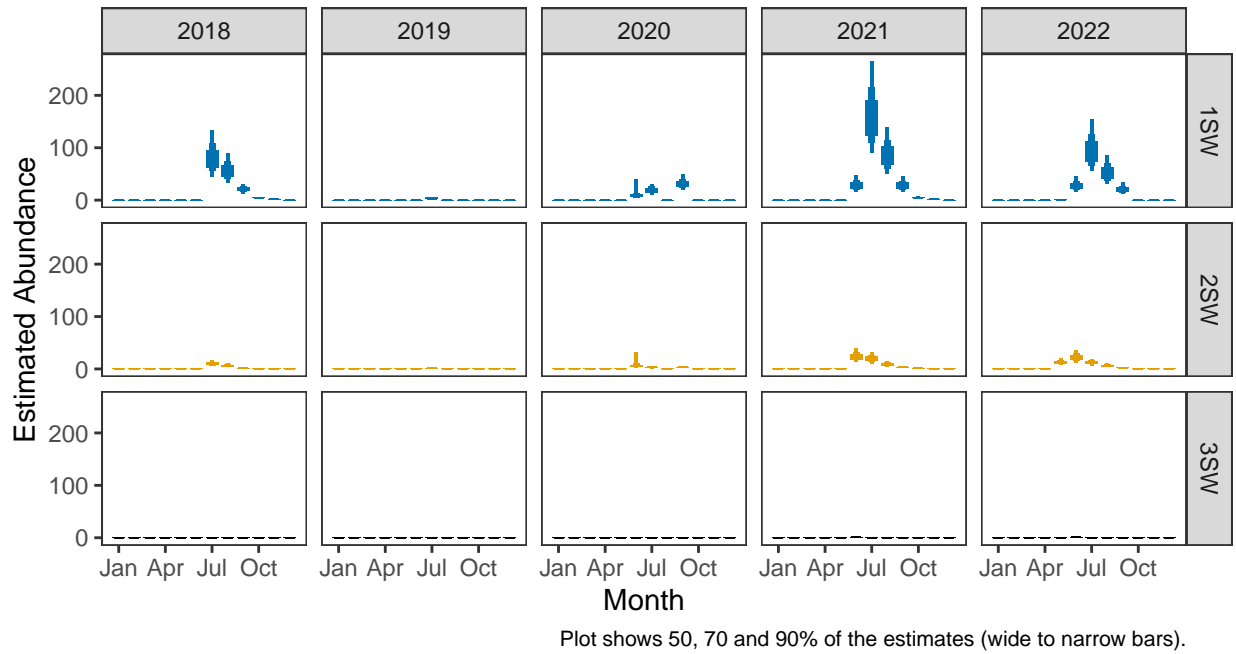 2018 2019 2020 2021 2022
200
100
0
1SW
200
100
0
2SW
200
100
0
3SW
Estimated Abundance
Jan Apr Jul Oct Jan Apr Jul Oct Jan Apr Jul Oct Jan Apr Jul Oct Jan Apr Jul Oct
Month
Plot shows 50, 70 and 90% of the estimates (wide to narrow bars).